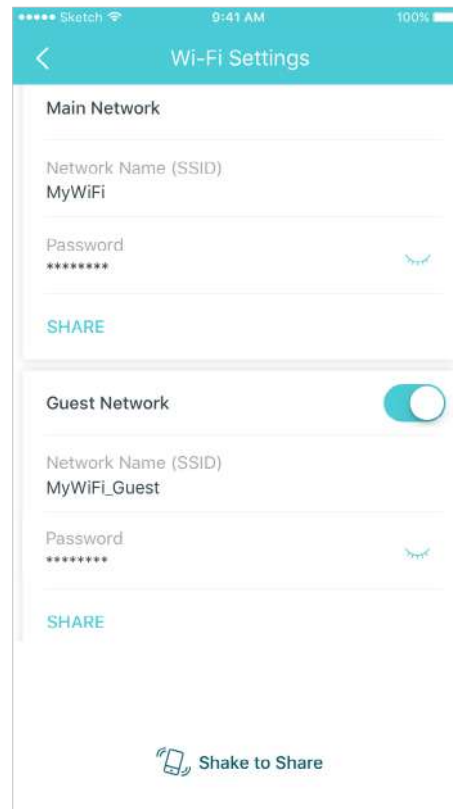 Sketch 9:41 AM 100%
Wi-Fi Settings
Main Network
Network Name (SSID)
MyWiFi
Password
********
SHARE
Guest Network
Network Name (SSID)
MyWiFi_Guest
Password
********
SHARE
Shake to Share